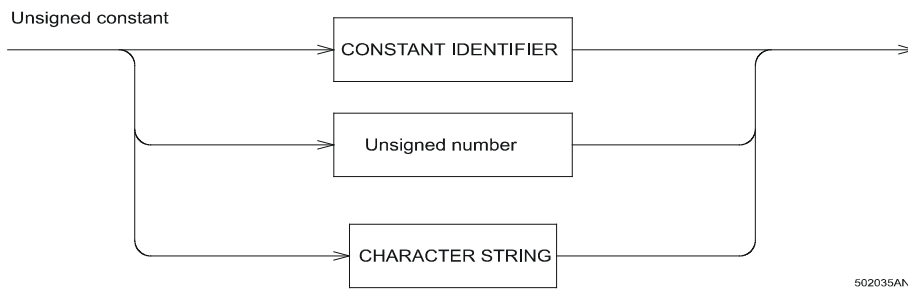 Unsigned constant
CONSTANT IDENTIFIER
Unsigned number
CHARACTER STRING
502035AN